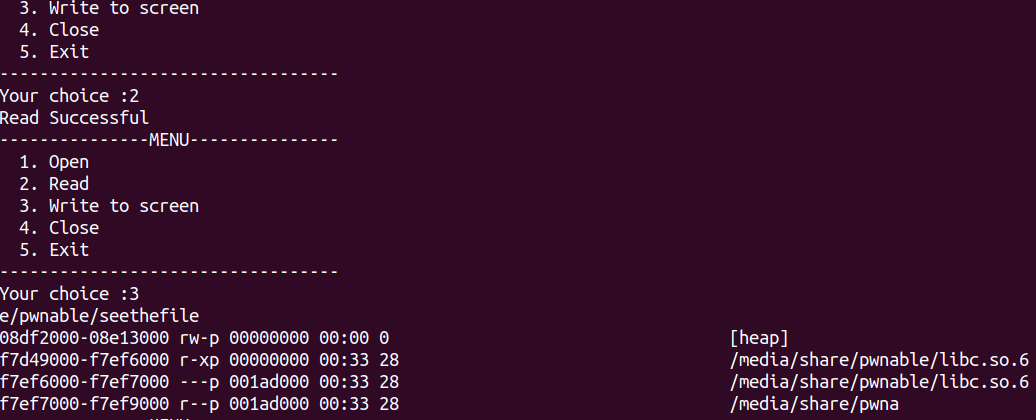 3. Write to screen
4. Close
5. Exit
----------------------------------
Your choice :2
Read Successful
---------------MENU---------------
1. Open
2. Read
3. Write to screen
4. Close
5. Exit
----------------------------------
Your choice :3
e/pwnable/seethefile
08df2000-08e13000 rw-p 00000000 00:00 0 [heap]
f7d49000-f7ef6000 r-xp 00000000 00:33 28 /media/share/pwnable/libc.so.6
f7ef6000-f7ef7000 ---p 001ad000 00:33 28 /media/share/pwnable/libc.so.6
f7ef7000-f7ef9000 r--p 001ad000 00:33 28 /media/share/pwna
---------------MENU---------------